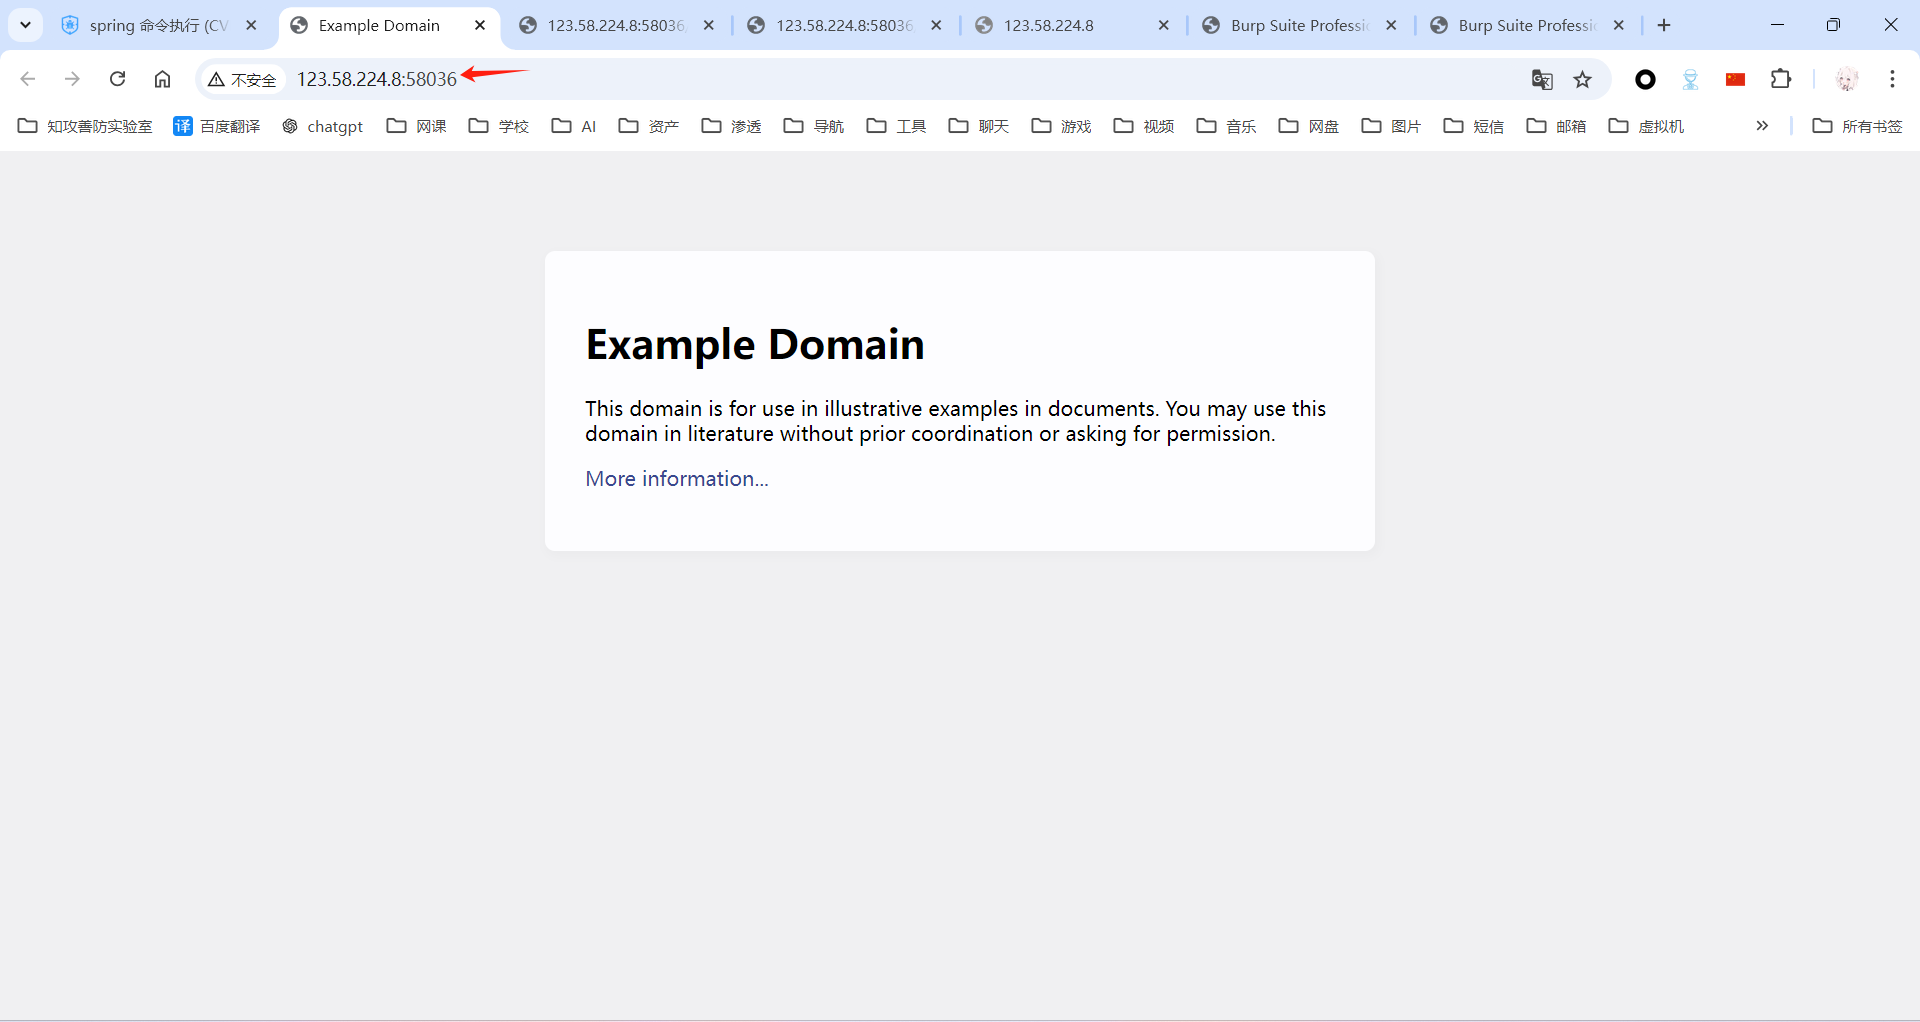 spring 命令执行 (CV
Example Domain
123.58.224.8:58036
123.58.224.8:58036
123.58.224.8
Burp Suite Professi
Burp Suite Professi
不安全
123.58.224.8:58036
知攻善防实验室
译
百度翻译
chatgpt
网课
学校
AI
资产
渗透
导航
工具
聊天
游戏
视频
音乐
网盘
图片
短信
邮箱
虚拟机
»
所有书签
Example Domain
This domain is for use in illustrative examples in documents. You may use this
domain in literature without prior coordination or asking for permission.
More information...